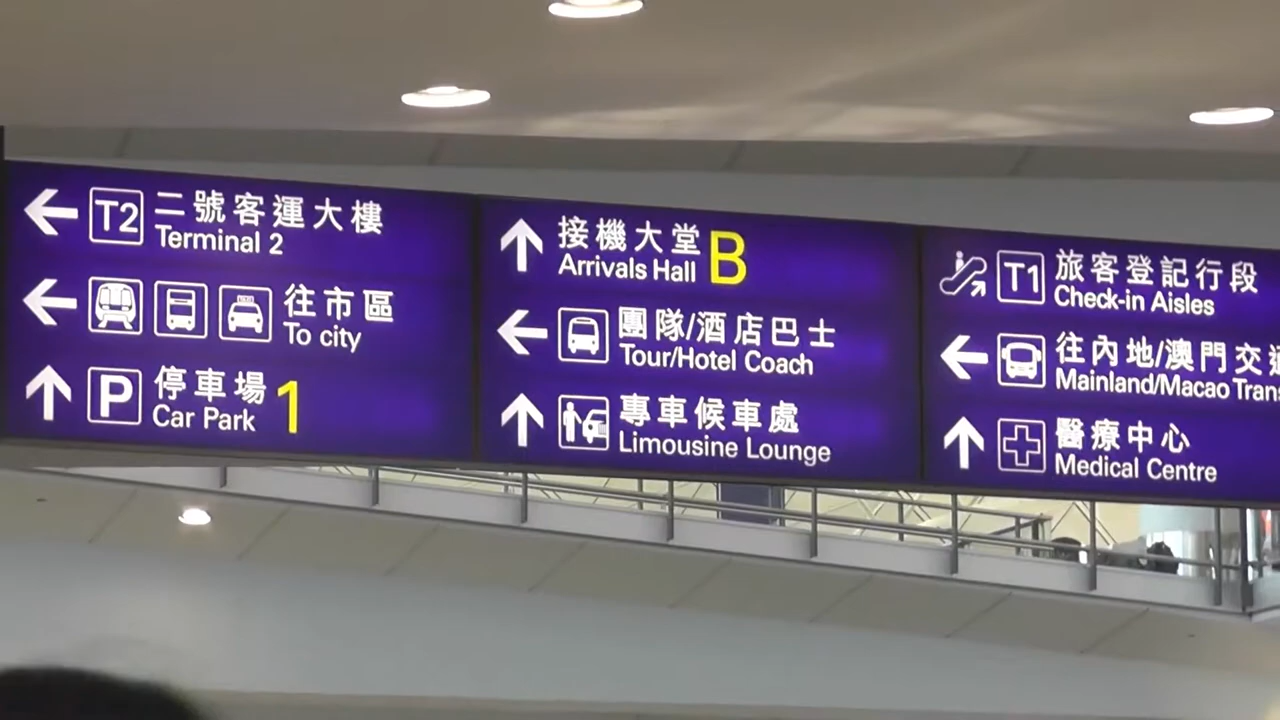 T2 二號客運大樓
Terminal 2
往市區
To city
P 停車場 1
Car Park
接機大堂 B
Arrivals Hall
團隊/酒店巴士
Tour/Hotel Coach
專車候車處
Limousine Lounge
T1 旅客登記行段
Check-in Aisles
往內地/澳門交
Mainland/Macao Tran
醫療中心
Medical Centre